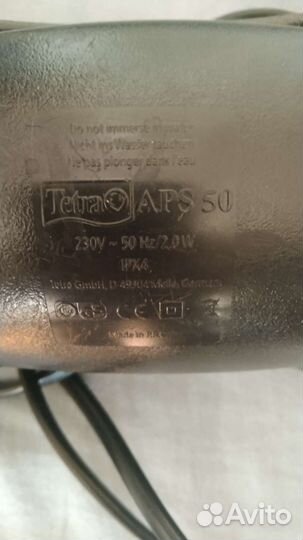 Do not immerse in water
Nicht ins Wasser tauchen
Ne pas plonger dans l'eau
Tetra APS 50
230V ~ 50 Hz/2.0 W
IPX4
Tetra GmbH, D-49304 Melle, Germany
CE
Made in P.R.C.
Avito